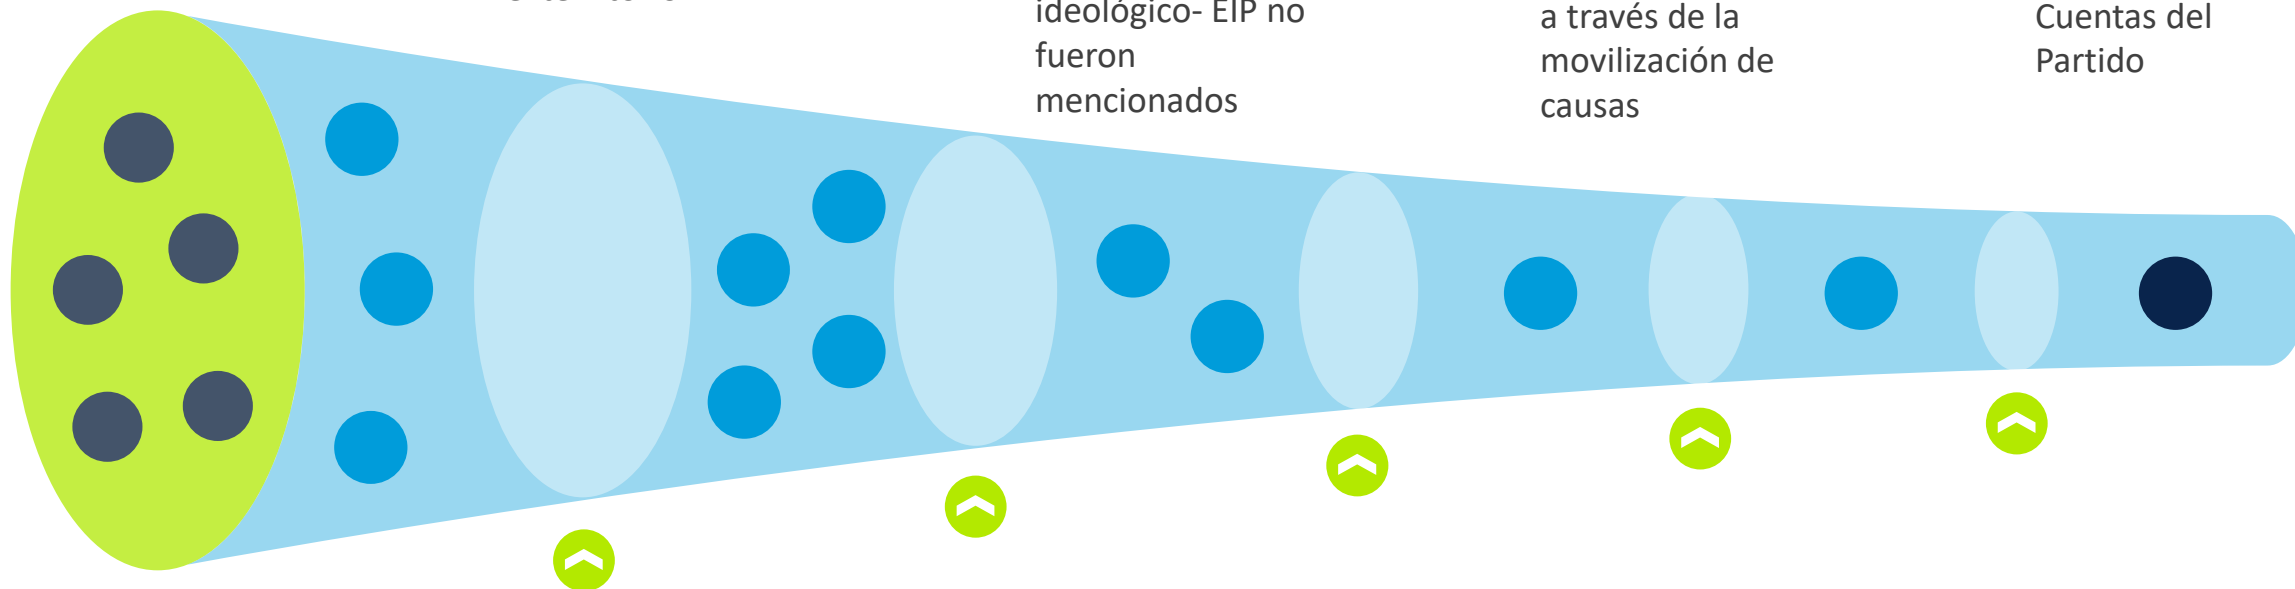 ideológico- EIP no
fueron
mencionados
a través de la
movilización de
causas
Cuentas del
Partido